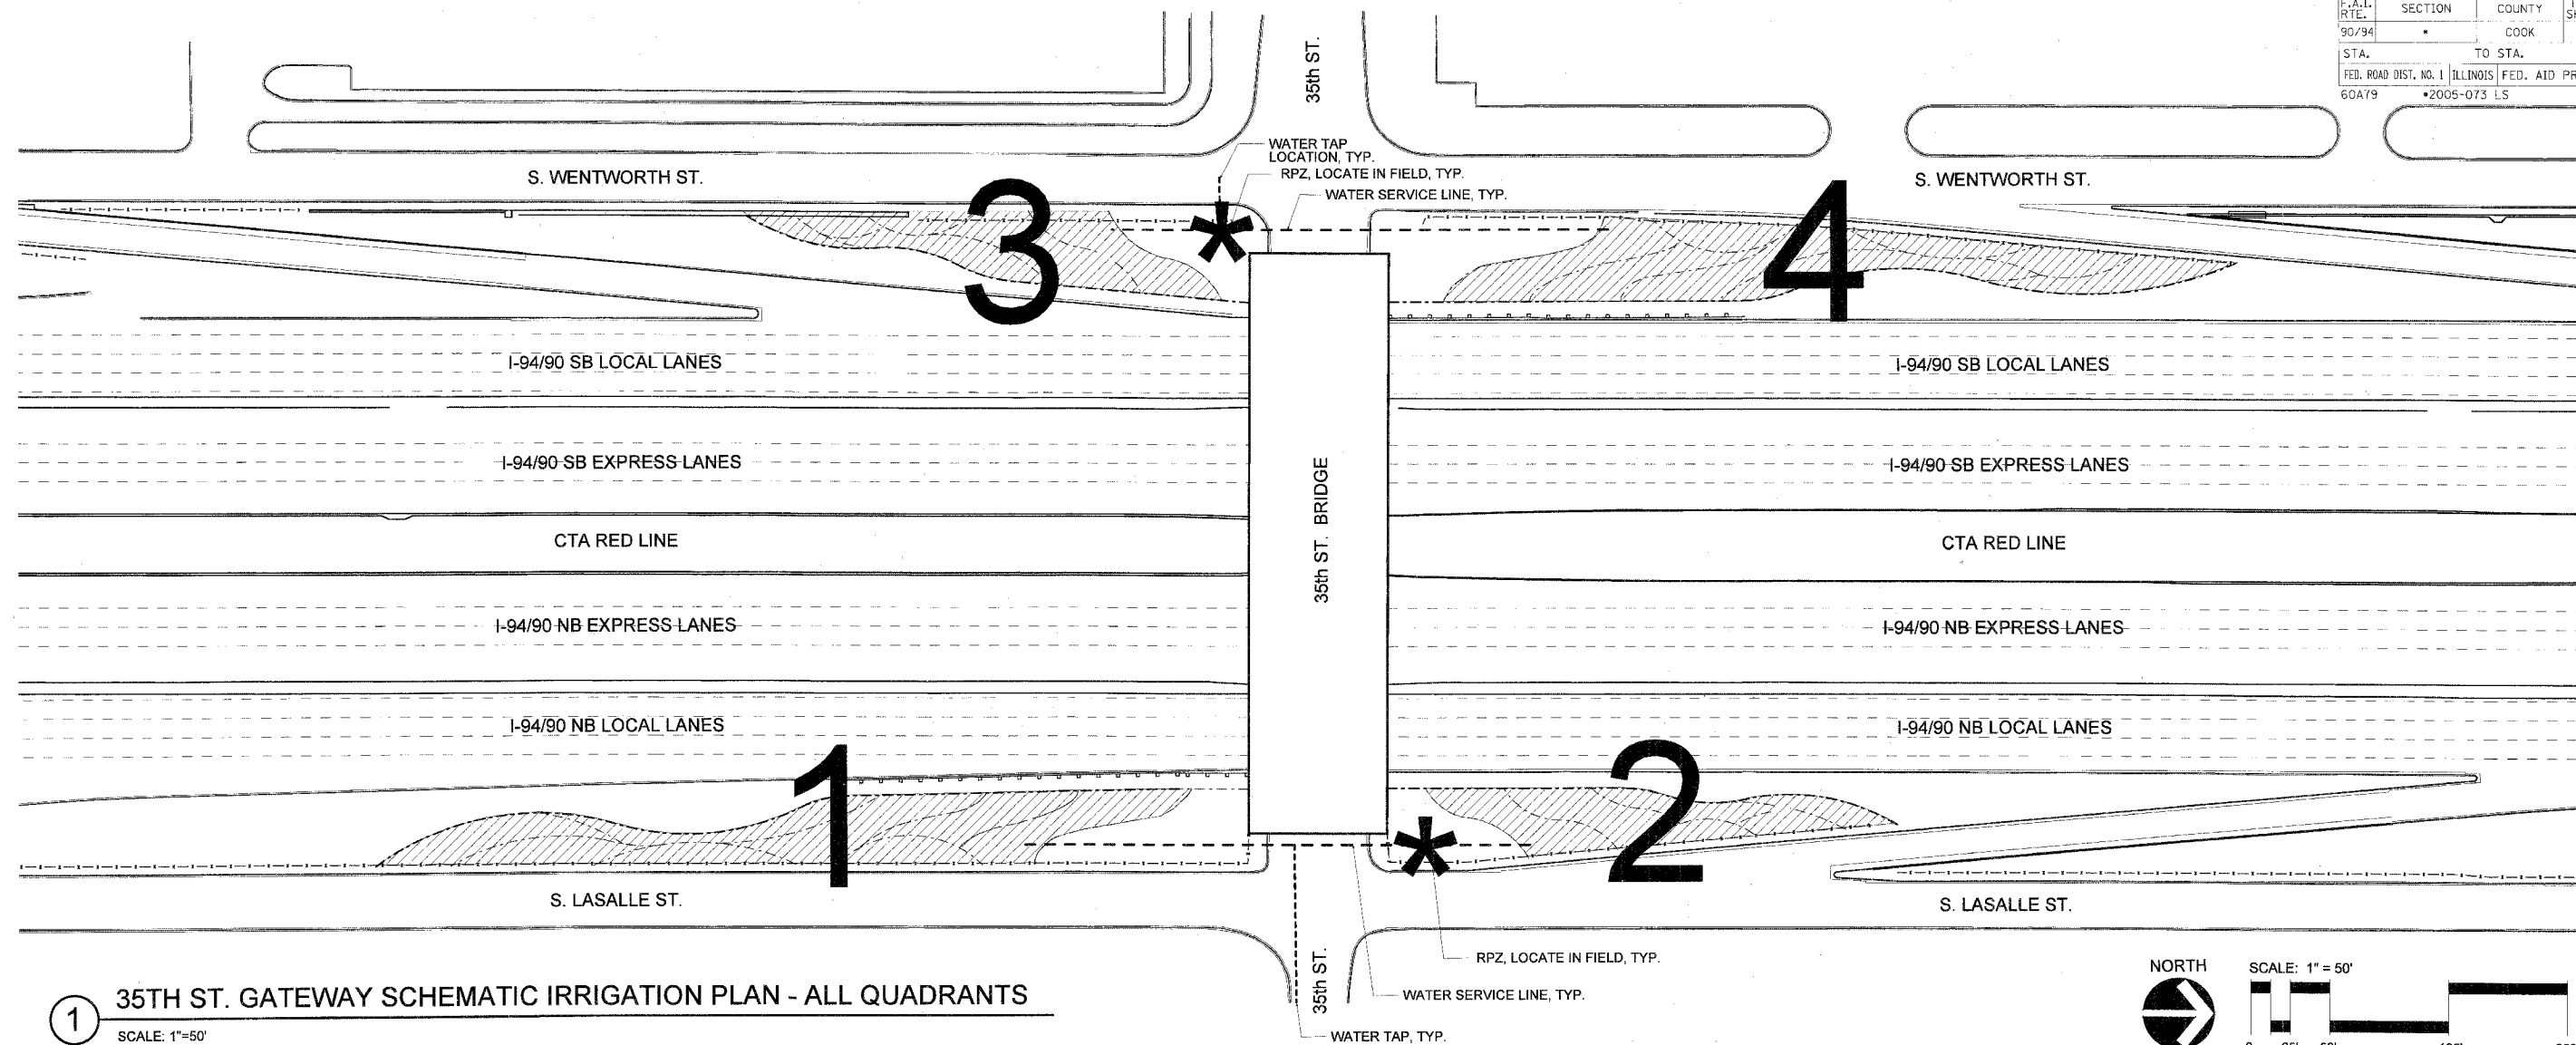 F.A.I. RTE. SECTION COUNTY
90/94 * COOK
STA. TO STA.
FED. ROAD DIST. NO. 1 ILLINOIS FED. AID PR
60A79 *2005-073 LS
35th ST.
WATER TAP
LOCATION, TYP.
RPZ, LOCATE IN FIELD, TYP.
WATER SERVICE LINE, TYP.
S. WENTWORTH ST.
S. WENTWORTH ST.
3
*
4
I-94/90 SB LOCAL LANES
I-94/90 SB LOCAL LANES
I-94/90 SB EXPRESS LANES
I-94/90 SB EXPRESS LANES
35th ST. BRIDGE
CTA RED LINE
CTA RED LINE
I-94/90 NB EXPRESS LANES
I-94/90 NB EXPRESS LANES
I-94/90 NB LOCAL LANES
I-94/90 NB LOCAL LANES
1
*
2
S. LASALLE ST.
S. LASALLE ST.
35th ST.
RPZ, LOCATE IN FIELD, TYP.
WATER SERVICE LINE, TYP.
WATER TAP, TYP.
1 35TH ST. GATEWAY SCHEMATIC IRRIGATION PLAN - ALL QUADRANTS
SCALE: 1"=50'
NORTH
SCALE: 1" = 50'